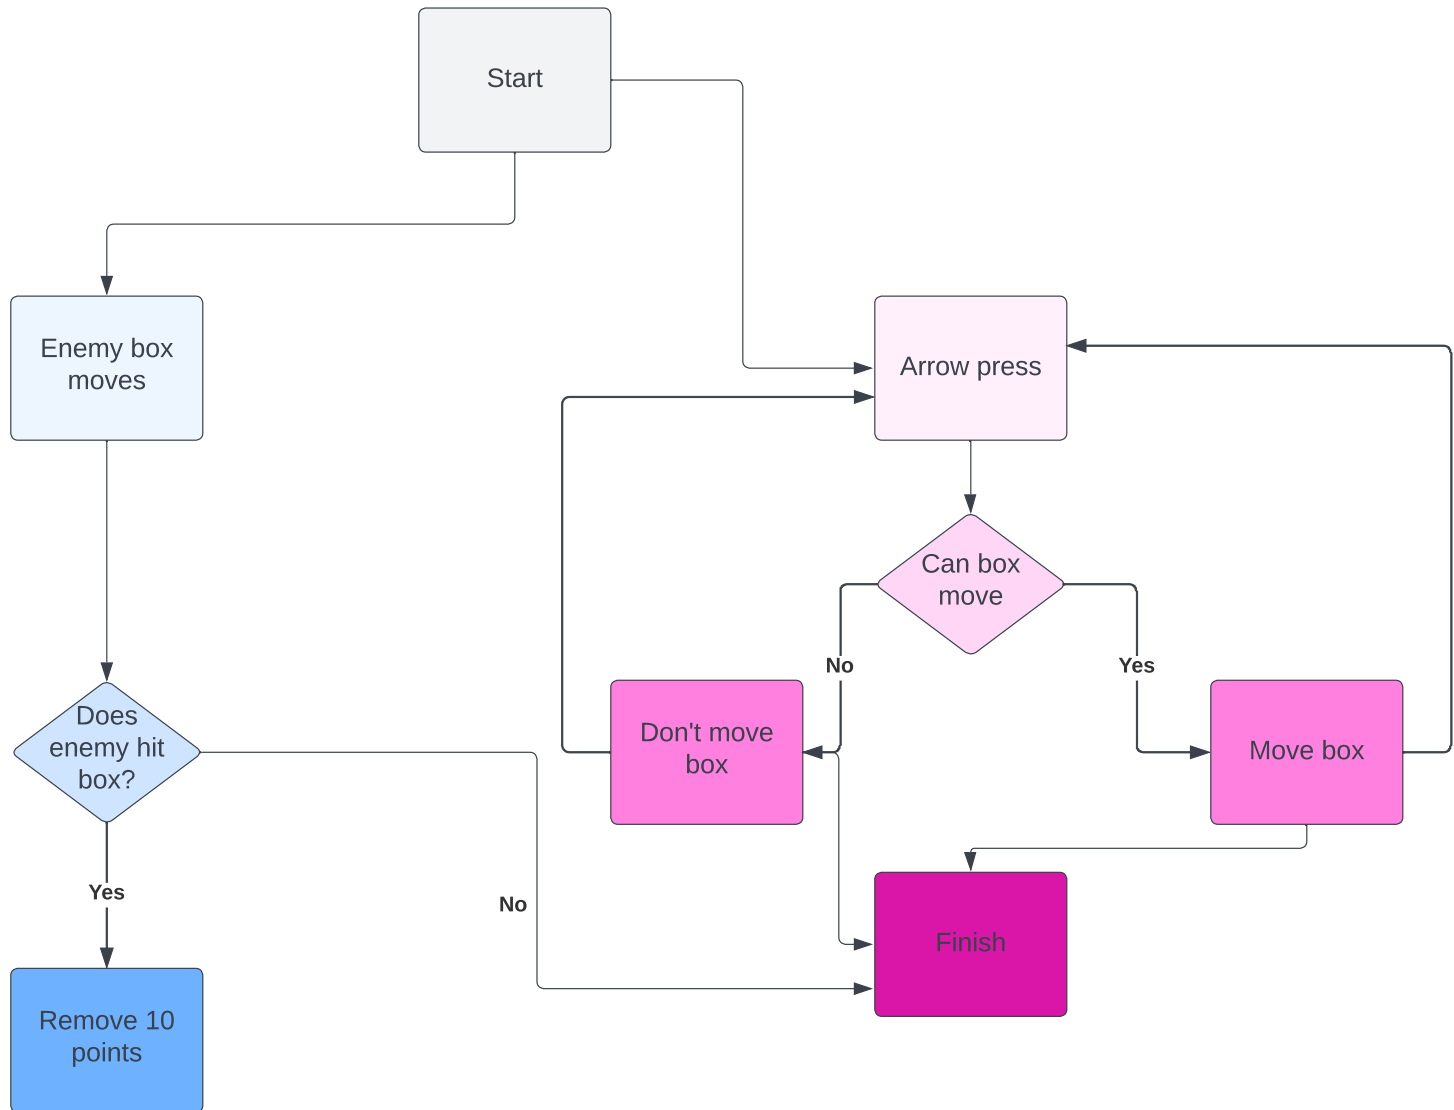 Start
Enemy box
moves
Arrow press
Can box
move
No
Yes
Does
enemy hit
box?
Don't move
box
Move box
Yes
No
Finish
Remove 10
points